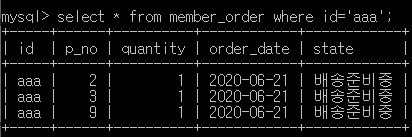 mysql> select * from member_order where id='aaa';
+-----+------+----------+------------+------------+
| id | p_no | quantity | order_date | state |
+-----+------+----------+------------+------------+
| aaa | 2 | 1 | 2020-06-21 | 배송준비중 |
| aaa | 3 | 1 | 2020-06-21 | 배송준비중 |
| aaa | 9 | 1 | 2020-06-21 | 배송준비중 |
+-----+------+----------+------------+------------+